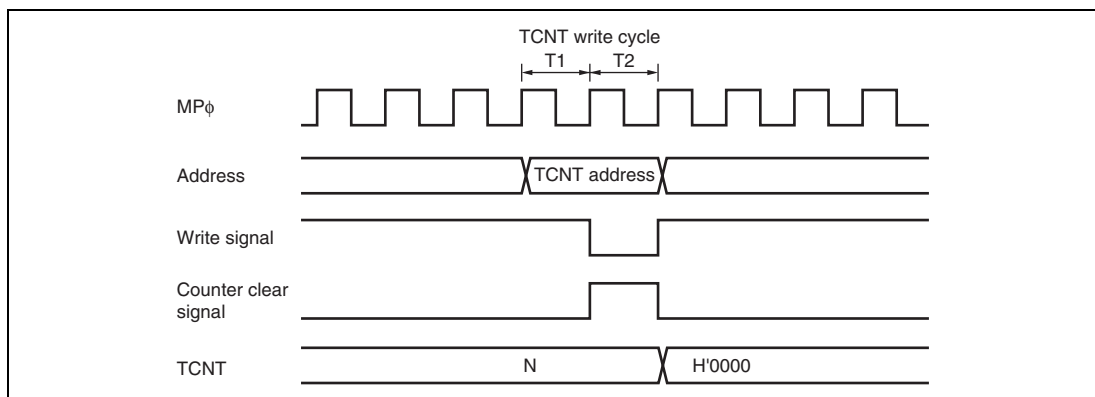 TCNT write cycle
T1 T2
MPϕ
Address
TCNT address
Write signal
Counter clear
signal
TCNT
N
H'0000